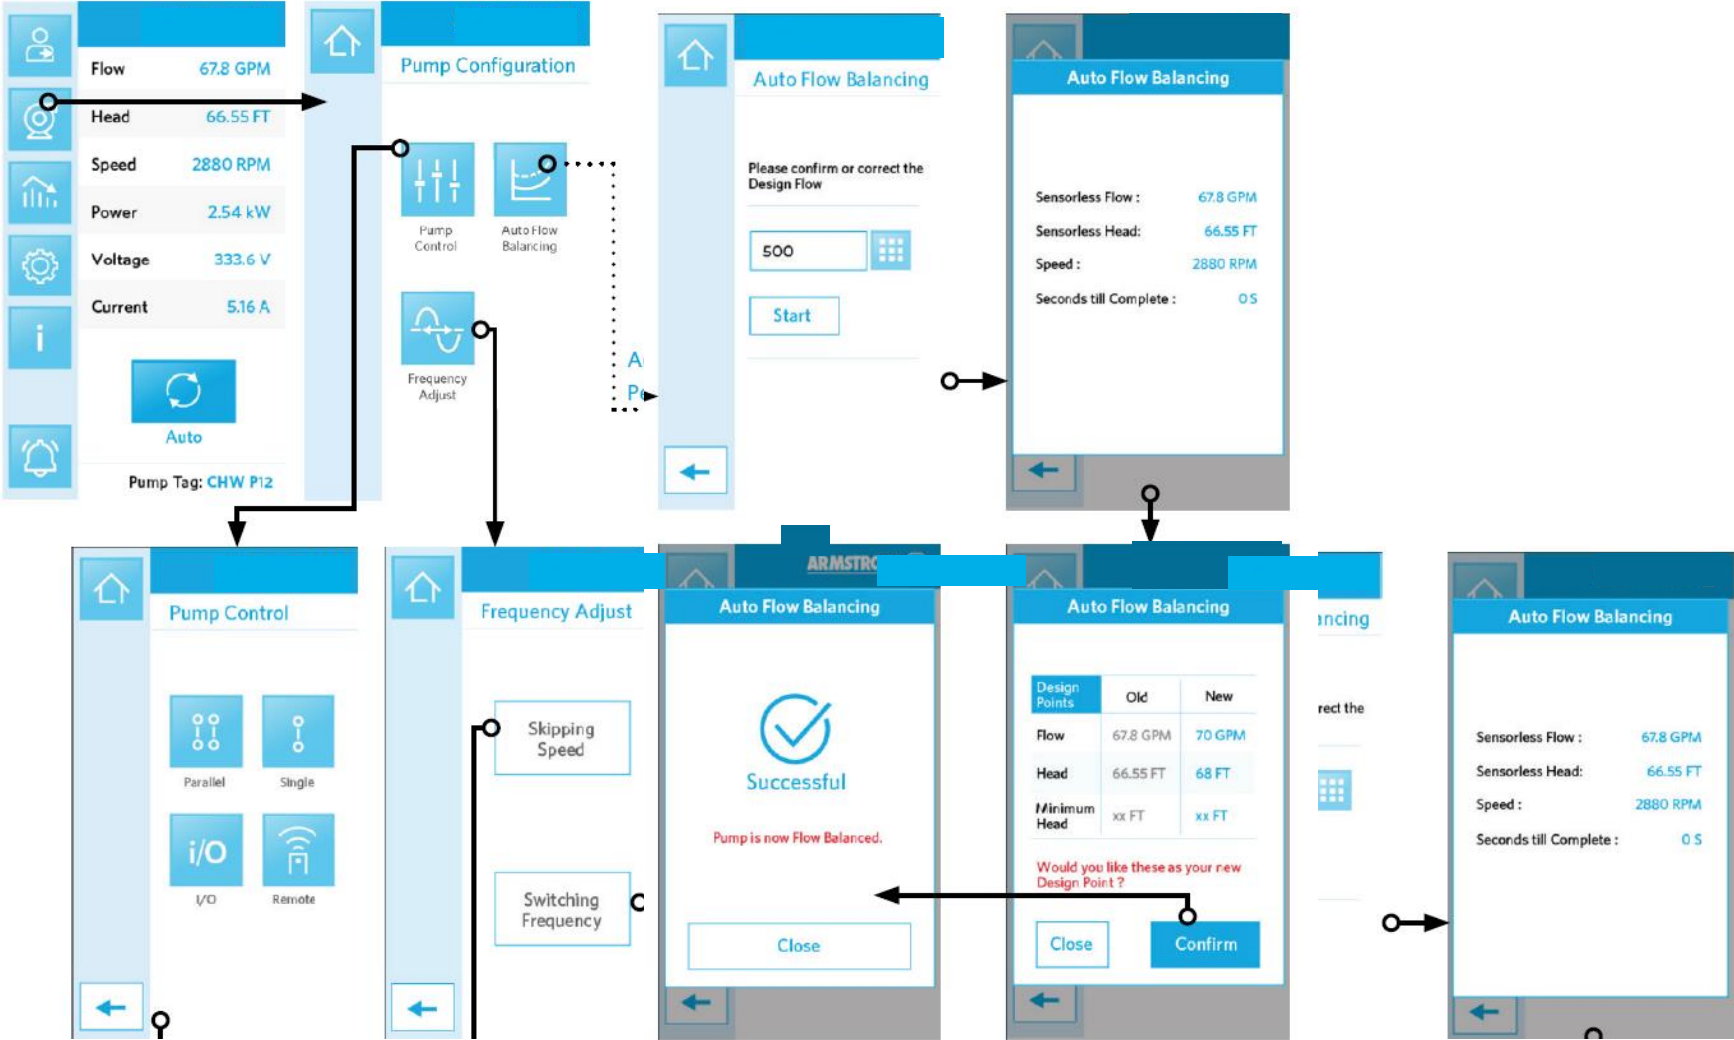 Flow 67.8 GPM
Head 66.55 FT
Speed 2880 RPM
Power 2.54 kW
Voltage 333.6 V
Current 5.16 A
Auto
Pump Tag: CHW P12
Pump Configuration
Pump
Control
Auto Flow
Balancing
Frequency
Adjust
Auto Flow Balancing
Please confirm or correct the
Design Flow
500
Start
Auto Flow Balancing
Sensorless Flow : 67.8 GPM
Sensorless Head: 66.55 FT
Speed : 2880 RPM
Seconds till Complete : 0 S
Pump Control
Parallel
Single
i/O
I/O
Remote
Frequency Adjust
Skipping
Speed
Switching
Frequency
ARMSTRO
Auto Flow Balancing
Successful
Pump is now Flow Balanced.
Close
Auto Flow Balancing
Design
Points Old New
Flow 67.8 GPM 70 GPM
Head 66.55 FT 68 FT
Minimum
Head xx FT xx FT
Would you like these as your new
Design Point ?
Close Confirm
ancing
rect the
Auto Flow Balancing
Sensorless Flow : 67.8 GPM
Sensorless Head: 66.55 FT
Speed : 2880 RPM
Seconds till Complete : 0 S